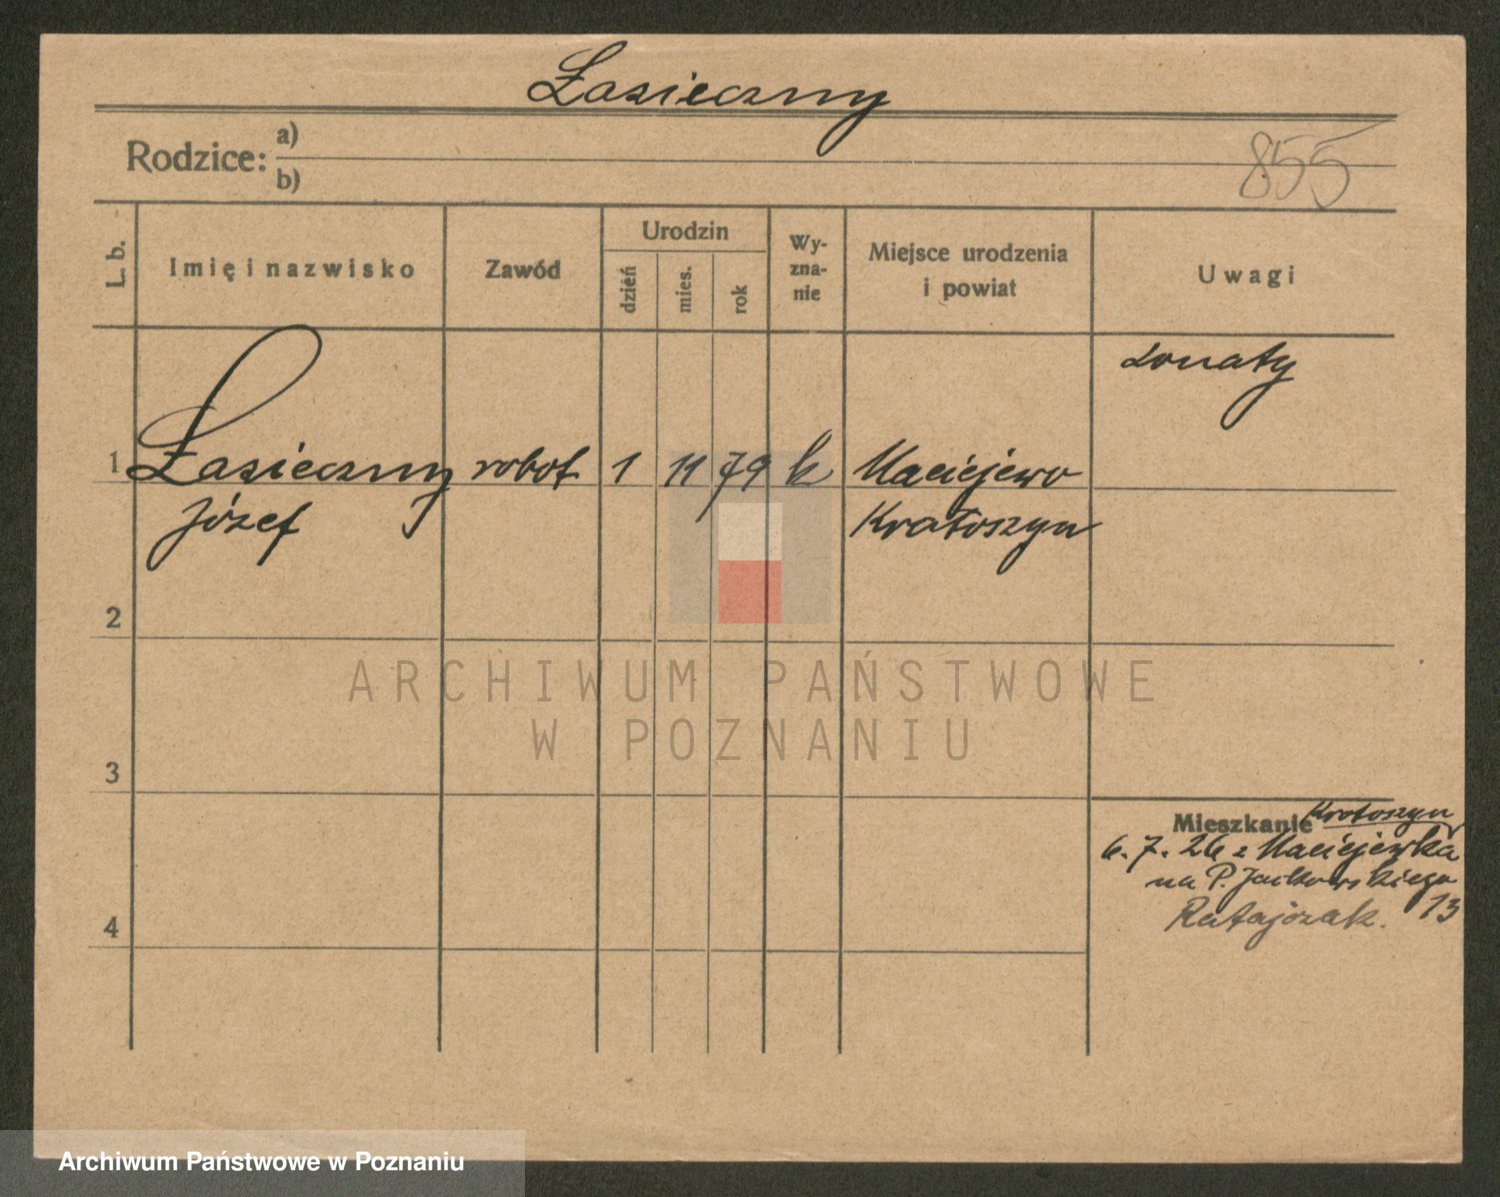 Łasieczny
Rodzice: a)
b)
855
L. b.
Imię i nazwisko
Zawód
Urodzin
dzień
mies.
rok
Wy-
zna-
nie
Miejsce urodzenia
i powiat
Uwagi
żonaty
1 Łasieczny robot 1 11 79 k Maciejewo
Józef Krotoszyn
2
3
4
Mieszkanie Krotoszyn
6. 7. 26 z Maciejewka
na P. Jackowskiego
13
Ratajczak.
ARCHIWUM PAŃSTWOWE
W POZNANIU
Archiwum Państwowe w Poznaniu